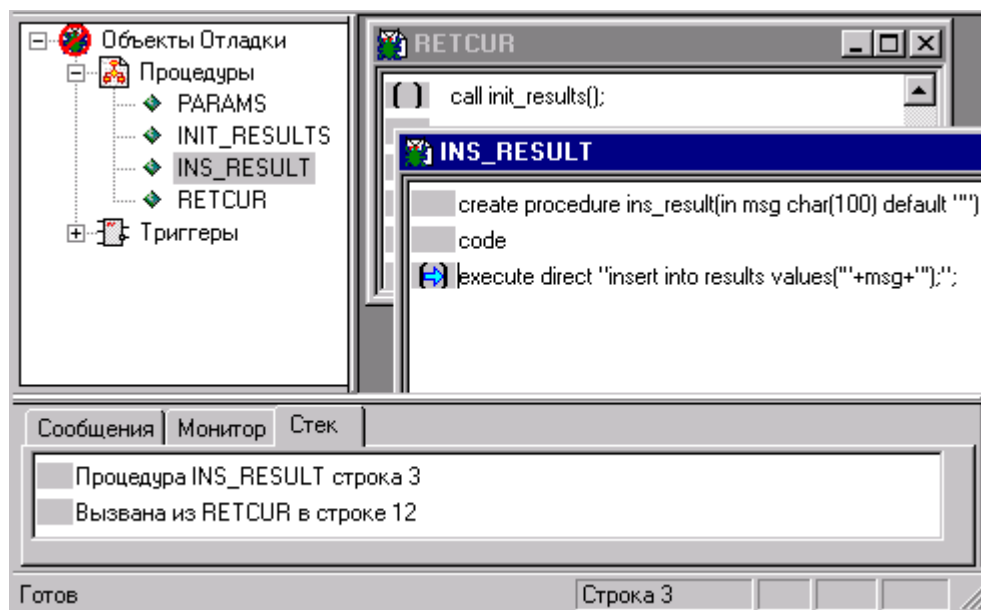 Объекты Отладки
Процедуры
PARAMS
INIT_RESULTS
INS_RESULT
RETCUR
Триггеры
RETCUR
call init_results();
INS_RESULT
create procedure ins_result(in msg char(100) default "")
code
execute direct "insert into results values('"+msg+"');";
Сообщения Монитор Стек
Процедура INS_RESULT строка 3
Вызвана из RETCUR в строке 12
Готов Строка 3